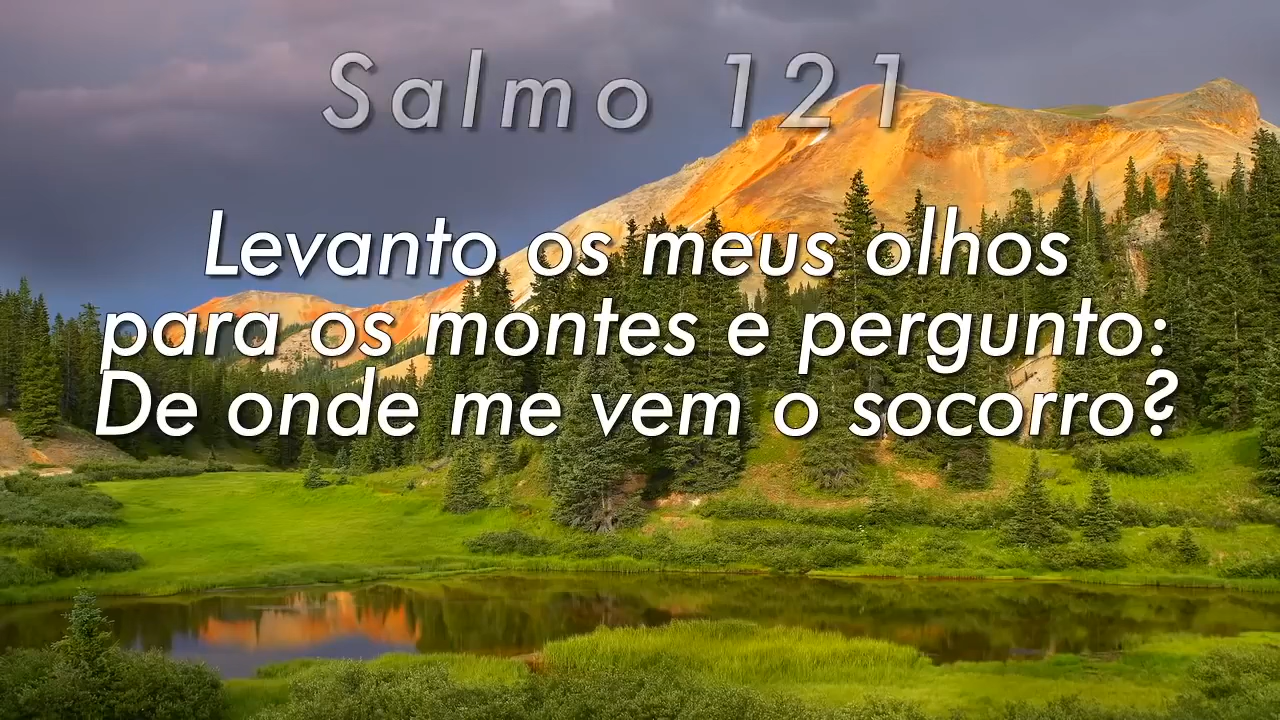 Salmo 121
Levanto os meus olhos
para os montes e pergunto:
De onde me vem o socorro?